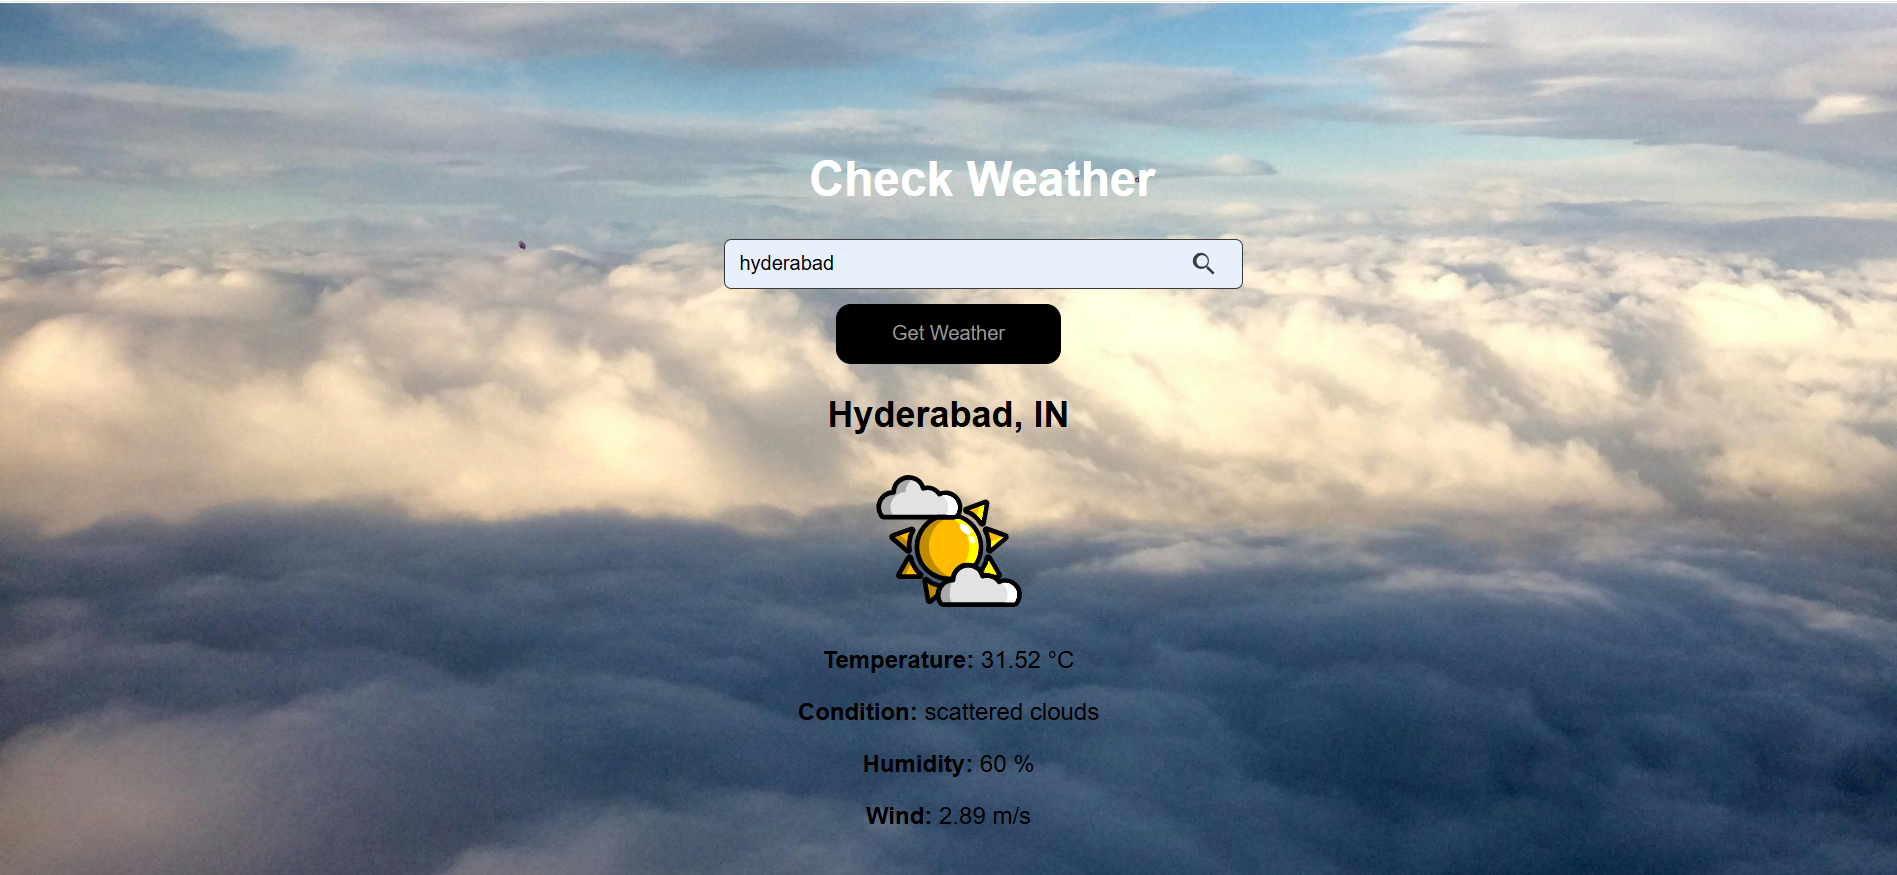 Check Weather
hyderabad
Get Weather
Hyderabad, IN
Temperature: 31.52 °C
Condition: scattered clouds
Humidity: 60 %
Wind: 2.89 m/s